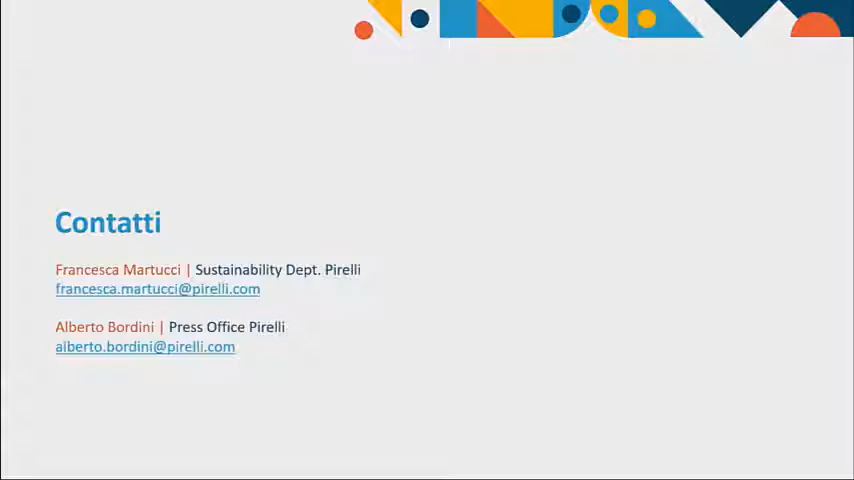 Contatti
Francesca Martucci | Sustainability Dept. Pirelli
francesca.martucci@pirelli.com
Alberto Bordini | Press Office Pirelli
alberto.bordini@pirelli.com